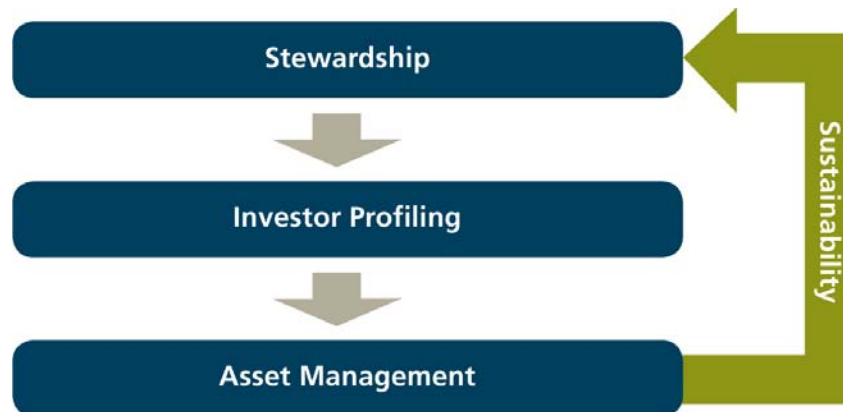 Stewardship
Investor Profiling
Asset Management
Sustainability